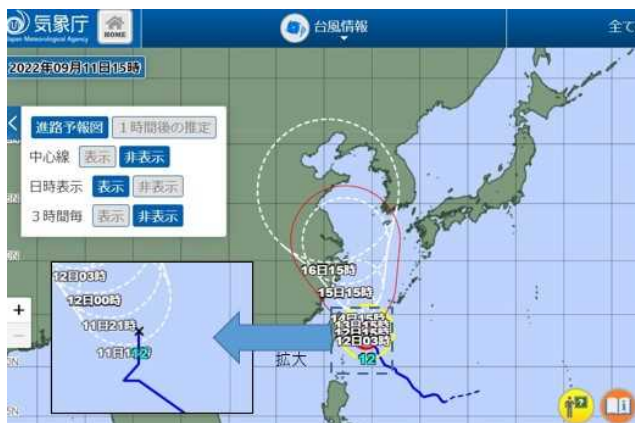 気象庁
Japan Meteorological Agency
HOME
台風情報
全て
2022年09月11日15時
進路予報図 1時間後の推定
中心線 表示 非表示
日時表示 表示 非表示
3時間毎 表示 非表示
16日15時
15日15時
14日15時
12日03時
12
12日03時
12日00時
11日21時
12
拡大
+
−